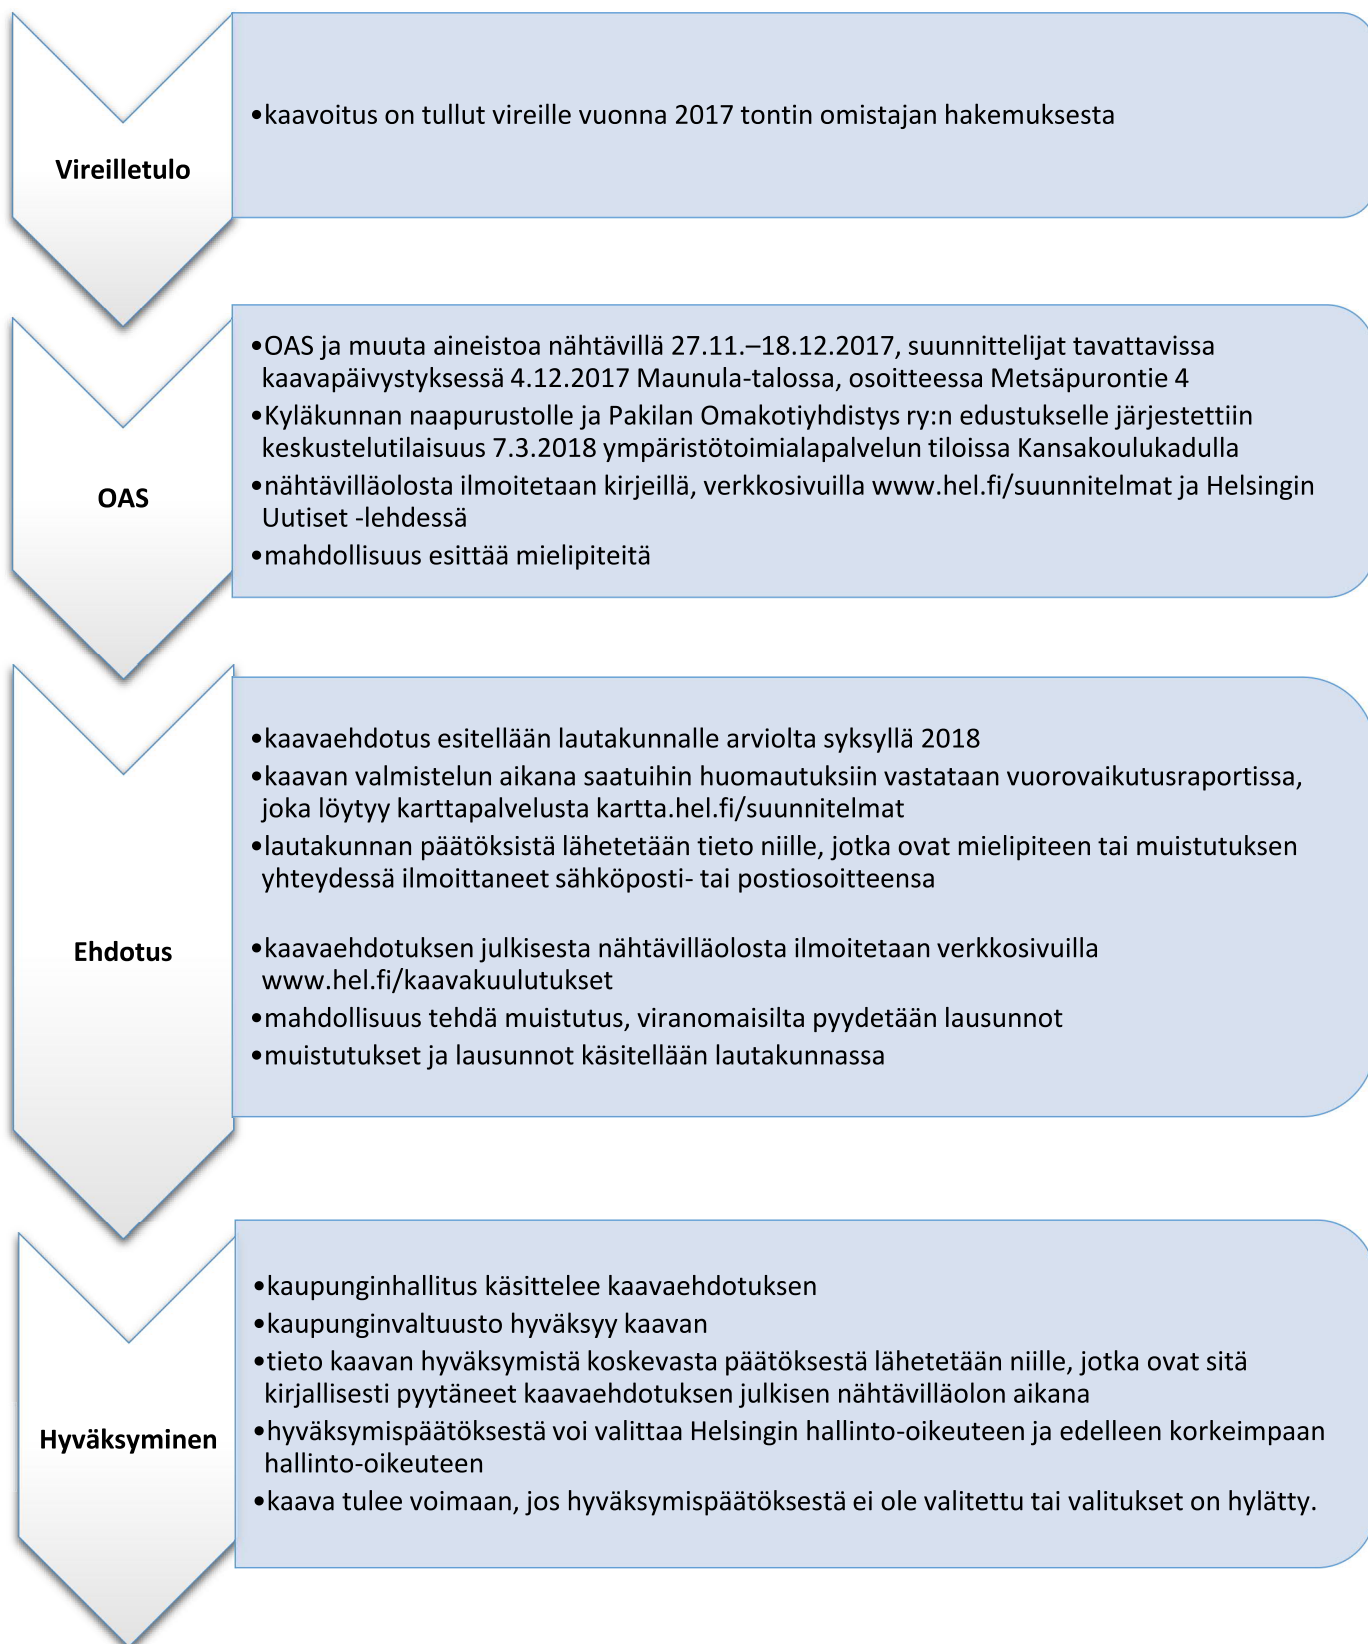 Vireilletulo
•kaavoitus on tullut vireille vuonna 2017 tontin omistajan hakemuksesta
OAS
•OAS ja muuta aineistoa nähtävillä 27.11.–18.12.2017, suunnittelijat tavattavissa
kaavapäivystyksessä 4.12.2017 Maunula-talossa, osoitteessa Metsäpurontie 4
•Kyläkunnan naapurustolle ja Pakilan Omakotiyhdistys ry:n edustukselle järjestettiin
keskustelutilaisuus 7.3.2018 ympäristötoimialapalvelun tiloissa Kansakoulukadulla
•nähtävilläolosta ilmoitetaan kirjeillä, verkkosivuilla www.hel.fi/suunnitelmat ja Helsingin
Uutiset -lehdessä
•mahdollisuus esittää mielipiteitä
Ehdotus
•kaavaehdotus esitellään lautakunnalle arviolta syksyllä 2018
•kaavan valmistelun aikana saatuihin huomautuksiin vastataan vuorovaikutusraportissa,
joka löytyy karttapalvelusta kartta.hel.fi/suunnitelmat
•lautakunnan päätöksistä lähetetään tieto niille, jotka ovat mielipiteen tai muistutuksen
yhteydessä ilmoittaneet sähköposti- tai postiosoitteensa
•kaavaehdotuksen julkisesta nähtävilläolosta ilmoitetaan verkkosivuilla
www.hel.fi/kaavakuulutukset
•mahdollisuus tehdä muistutus, viranomaisilta pyydetään lausunnot
•muistutukset ja lausunnot käsitellään lautakunnassa
Hyväksyminen
•kaupunginhallitus käsittelee kaavaehdotuksen
•kaupunginvaltuusto hyväksyy kaavan
•tieto kaavan hyväksymistä koskevasta päätöksestä lähetetään niille, jotka ovat sitä
kirjallisesti pyytäneet kaavaehdotuksen julkisen nähtävilläolon aikana
•hyväksymispäätöksestä voi valittaa Helsingin hallinto-oikeuteen ja edelleen korkeimpaan
hallinto-oikeuteen
•kaava tulee voimaan, jos hyväksymispäätöksestä ei ole valitettu tai valitukset on hylätty.